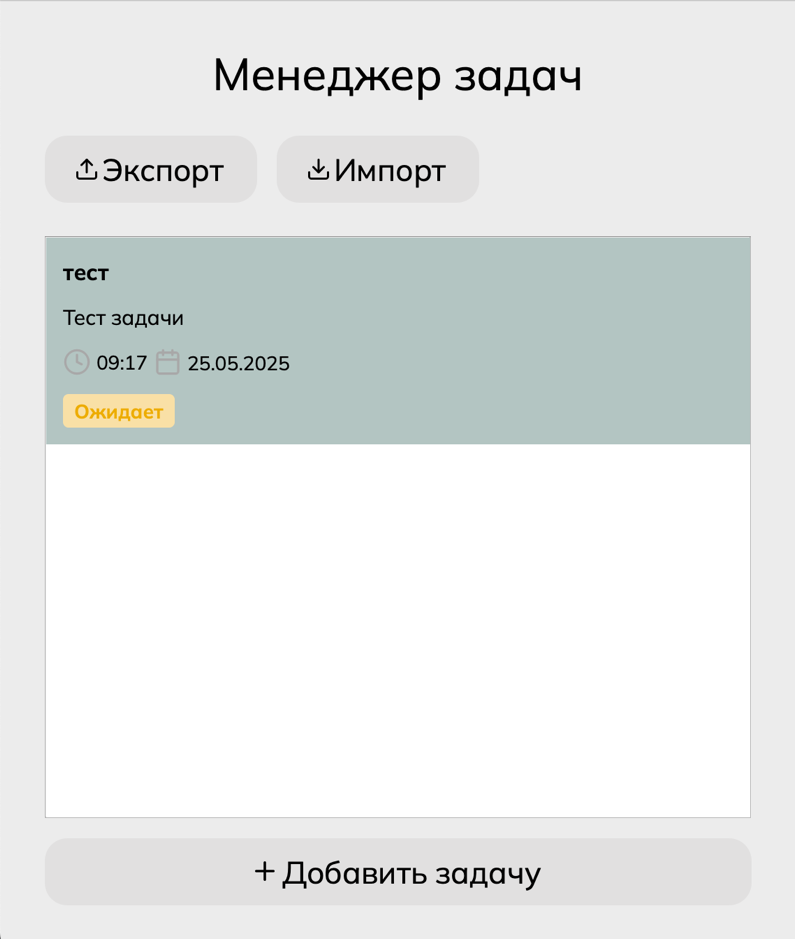 Менеджер задач
Экспорт Импорт
тест
Тест задачи
09:17 25.05.2025
Ожидает
+ Добавить задачу